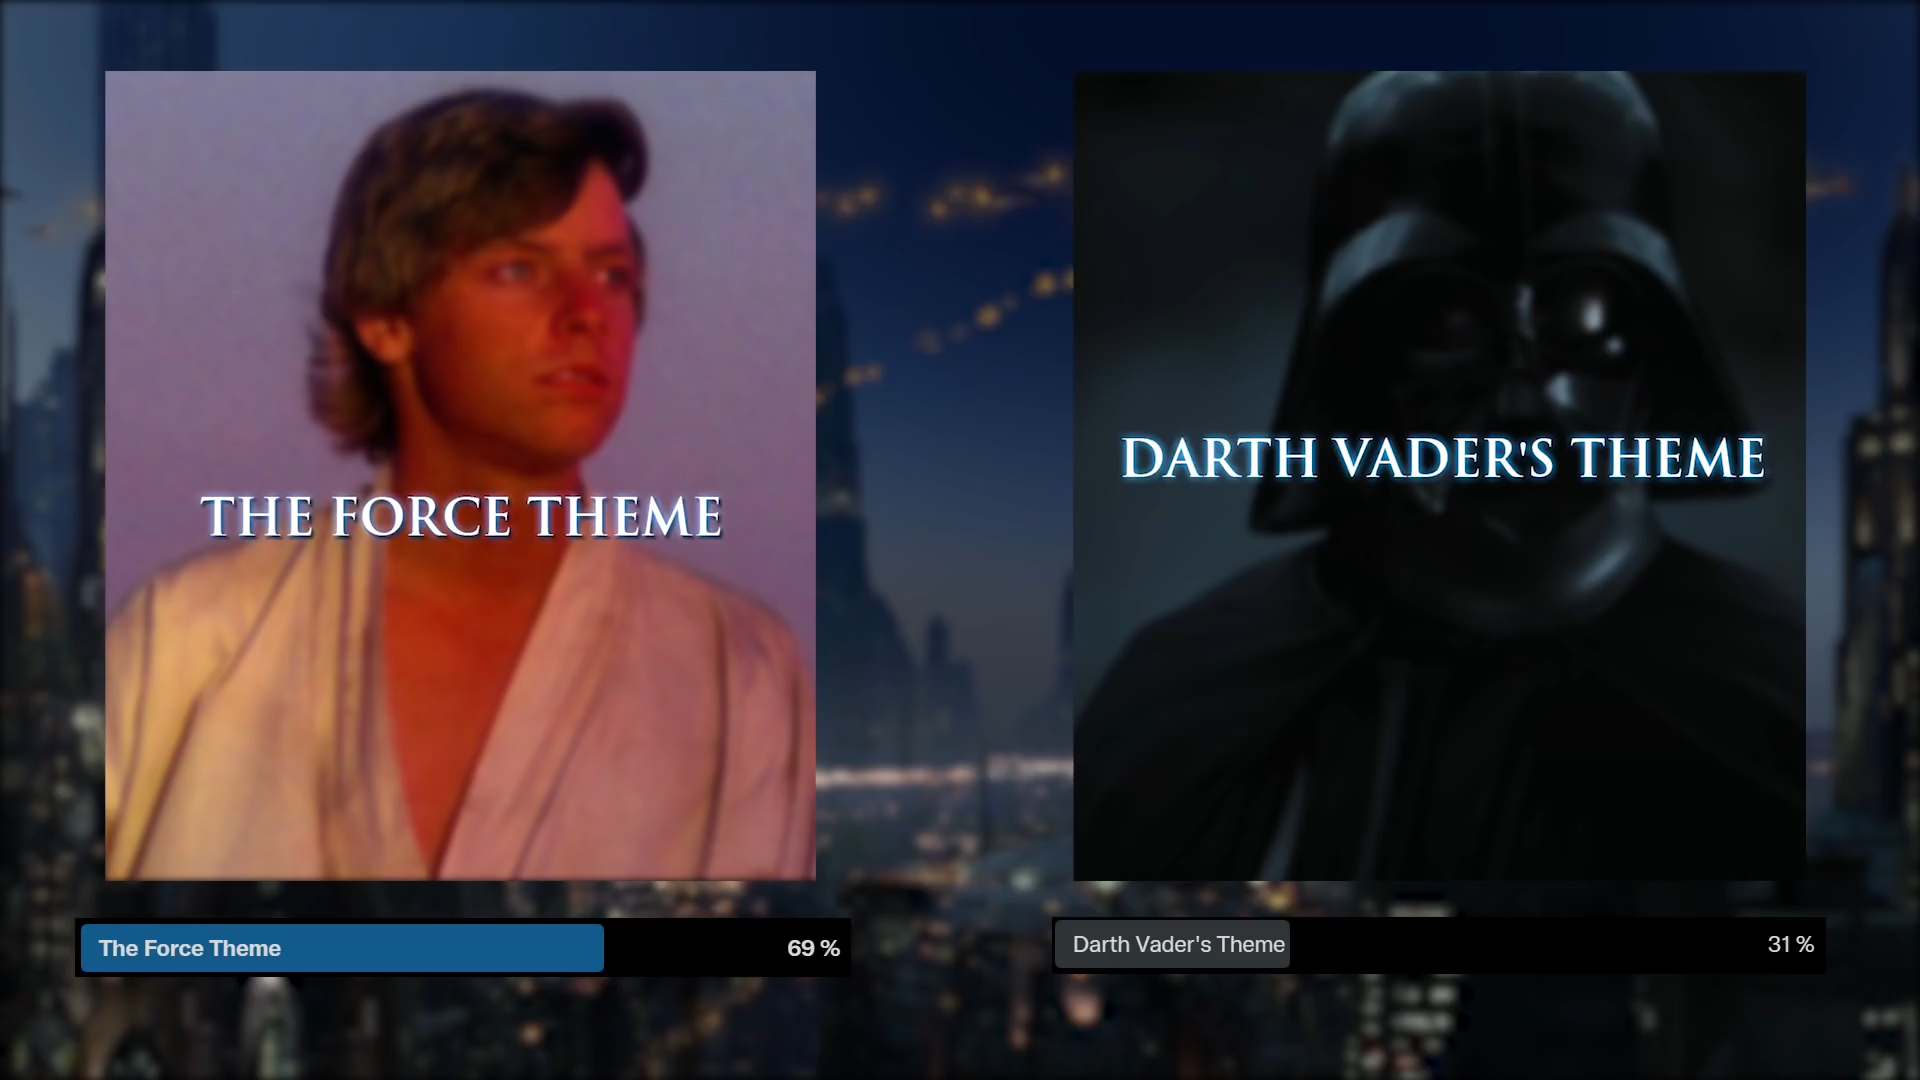 THE FORCE THEME
DARTH VADER'S THEME
The Force Theme 69 %
Darth Vader's Theme 31 %